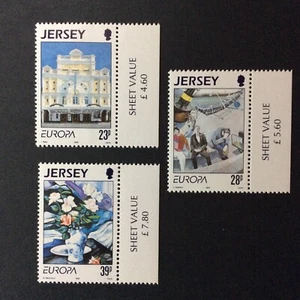 JERSEY
23P
EUROPA
SHEET VALUE
£ 4.60
JERSEY
28P
EUROPA
SHEET VALUE
£ 5.60
JERSEY
39P
EUROPA
SHEET VALUE
£ 7.80